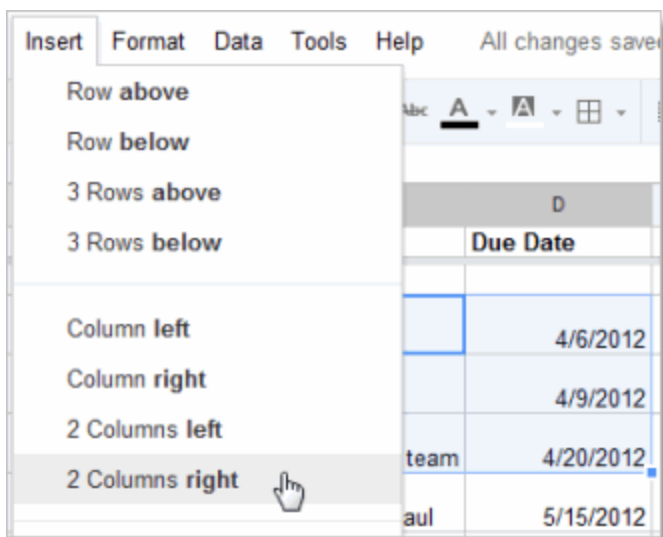 Insert Format Data Tools Help All changes save
Abc A A
Row above
Row below
3 Rows above
3 Rows below
D
Due Date
Column left
4/6/2012
Column right
4/9/2012
2 Columns left
team 4/20/2012
2 Columns right
aul 5/15/2012